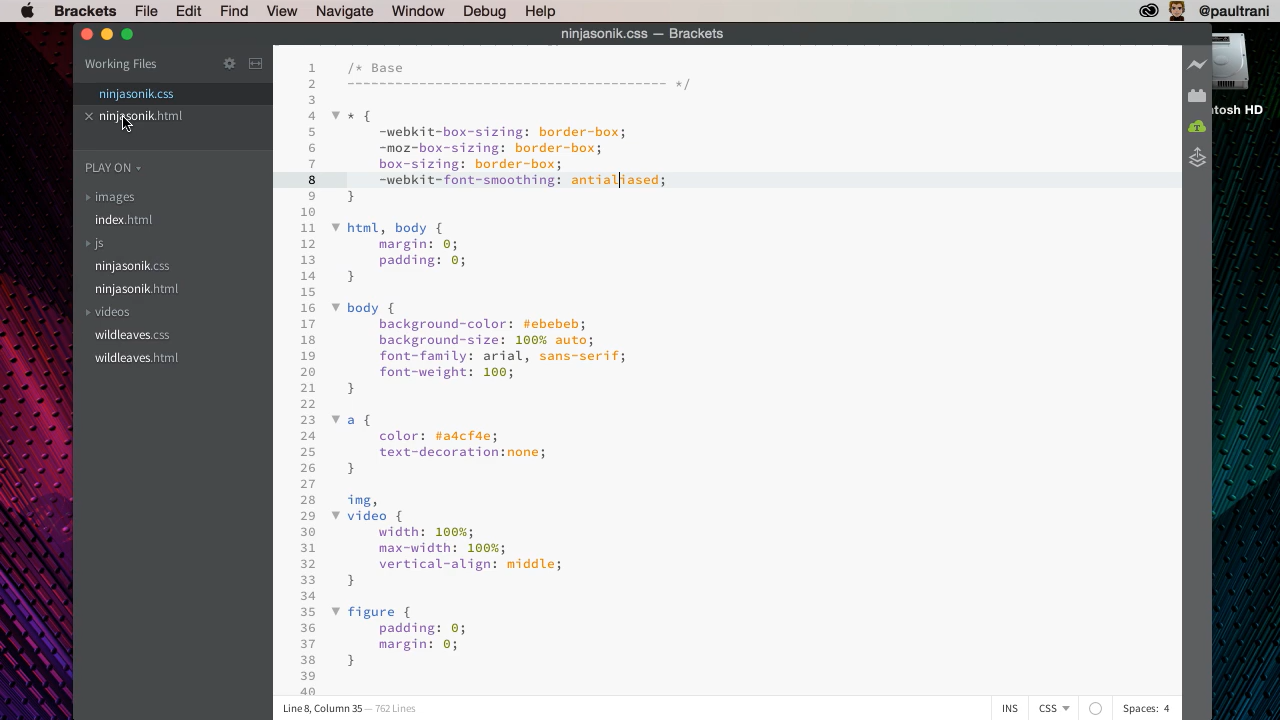 Brackets File Edit Find View Navigate Window Debug Help @paultrani
ninjasonik.css — Brackets
Working Files
ninjasonik.css
ninjasonik.html
PLAY ON
images
index.html
js
ninjasonik.css
ninjasonik.html
videos
wildleaves.css
wildleaves.html
1 /* Base
2 ---------------------------------------- */
3
4 * {
5 -webkit-box-sizing: border-box;
6 -moz-box-sizing: border-box;
7 box-sizing: border-box;
8 -webkit-font-smoothing: antialiased;
9 }
10
11 html, body {
12 margin: 0;
13 padding: 0;
14 }
15
16 body {
17 background-color: #ebebeb;
18 background-size: 100% auto;
19 font-family: arial, sans-serif;
20 font-weight: 100;
21 }
22
23 a {
24 color: #a4cf4e;
25 text-decoration:none;
26 }
27
28 img,
29 video {
30 width: 100%;
31 max-width: 100%;
32 vertical-align: middle;
33 }
34
35 figure {
36 padding: 0;
37 margin: 0;
38 }
39
40
Line 8, Column 35 — 762 Lines
INS CSS Spaces: 4
tosh HD